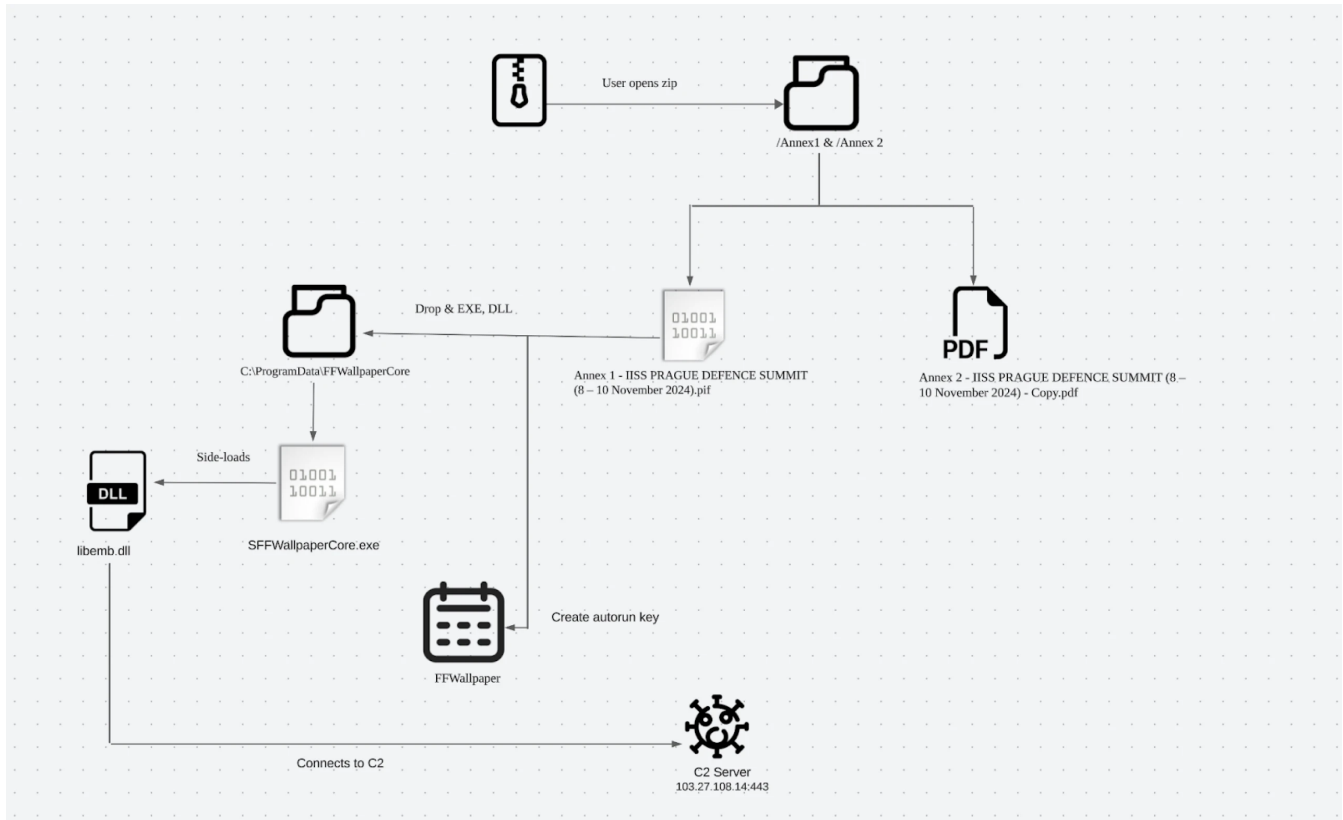 User opens zip
/Annex1 & /Annex 2
Drop & EXE, DLL
01001
10011
PDF
C:\ProgramData\FFWallpaperCore
Annex 1 - IISS PRAGUE DEFENCE SUMMIT
(8 – 10 November 2024).pif
Annex 2 - IISS PRAGUE DEFENCE SUMMIT (8 –
10 November 2024) - Copy.pdf
Side-loads
DLL
01001
10011
libemb.dll
SFFWallpaperCore.exe
Create autorun key
FFWallpaper
Connects to C2
C2 Server
103.27.108.14:443